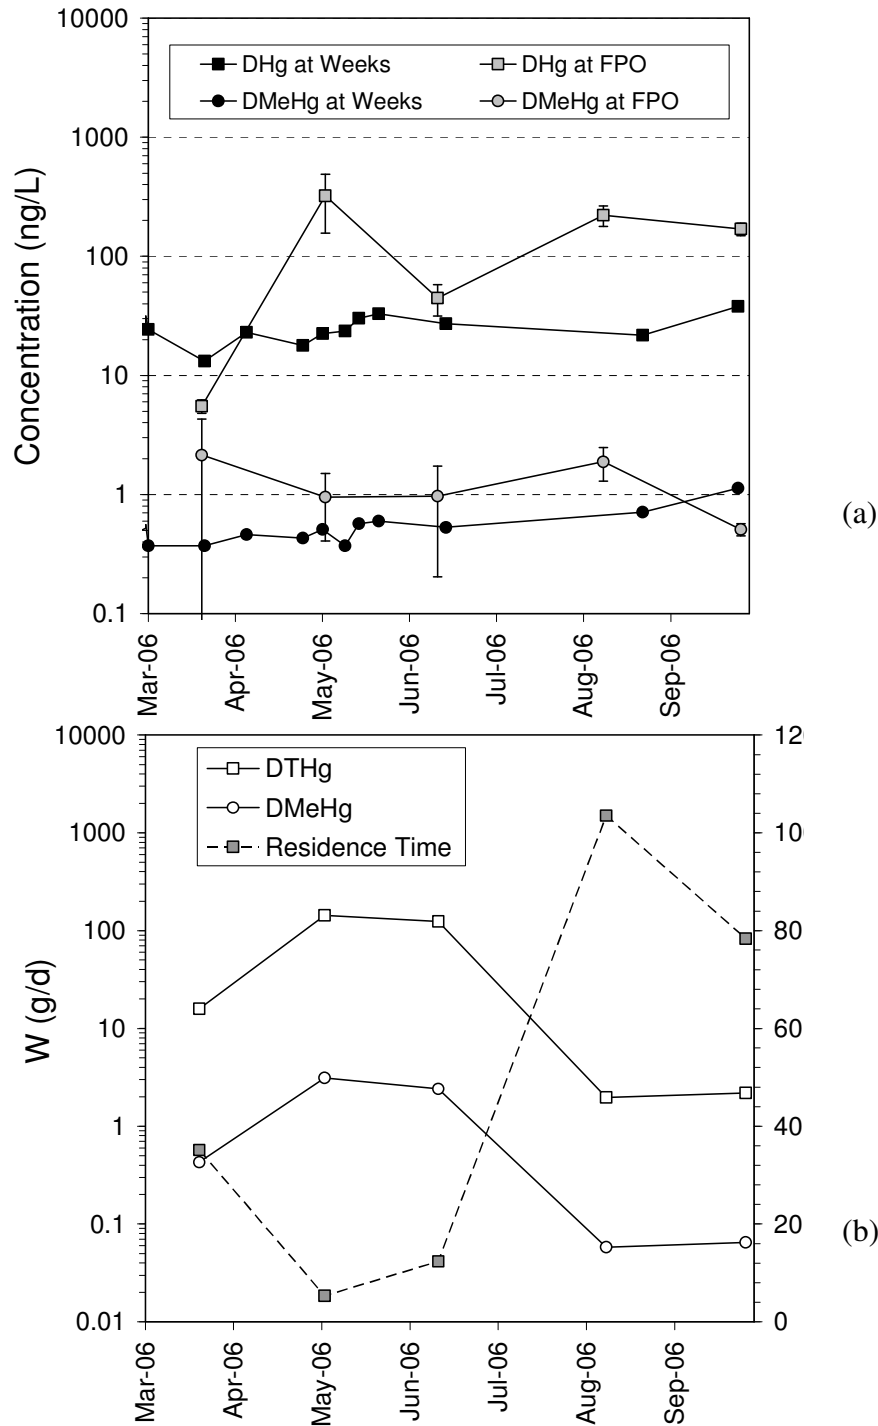 10000
DHg at Weeks DHg at FPO
DMeHg at Weeks DMeHg at FPO
1000
100
10
1
0.1
Concentration (ng/L)
Mar-06 Apr-06 May-06 Jun-06 Jul-06 Aug-06 Sep-06
(a)
10000 12
DTHg
DMeHg
Residence Time
1000 10
100 80
10 60
1 40
0.1 20
0.01 0
W (g/d)
Mar-06 Apr-06 May-06 Jun-06 Jul-06 Aug-06 Sep-06
(b)